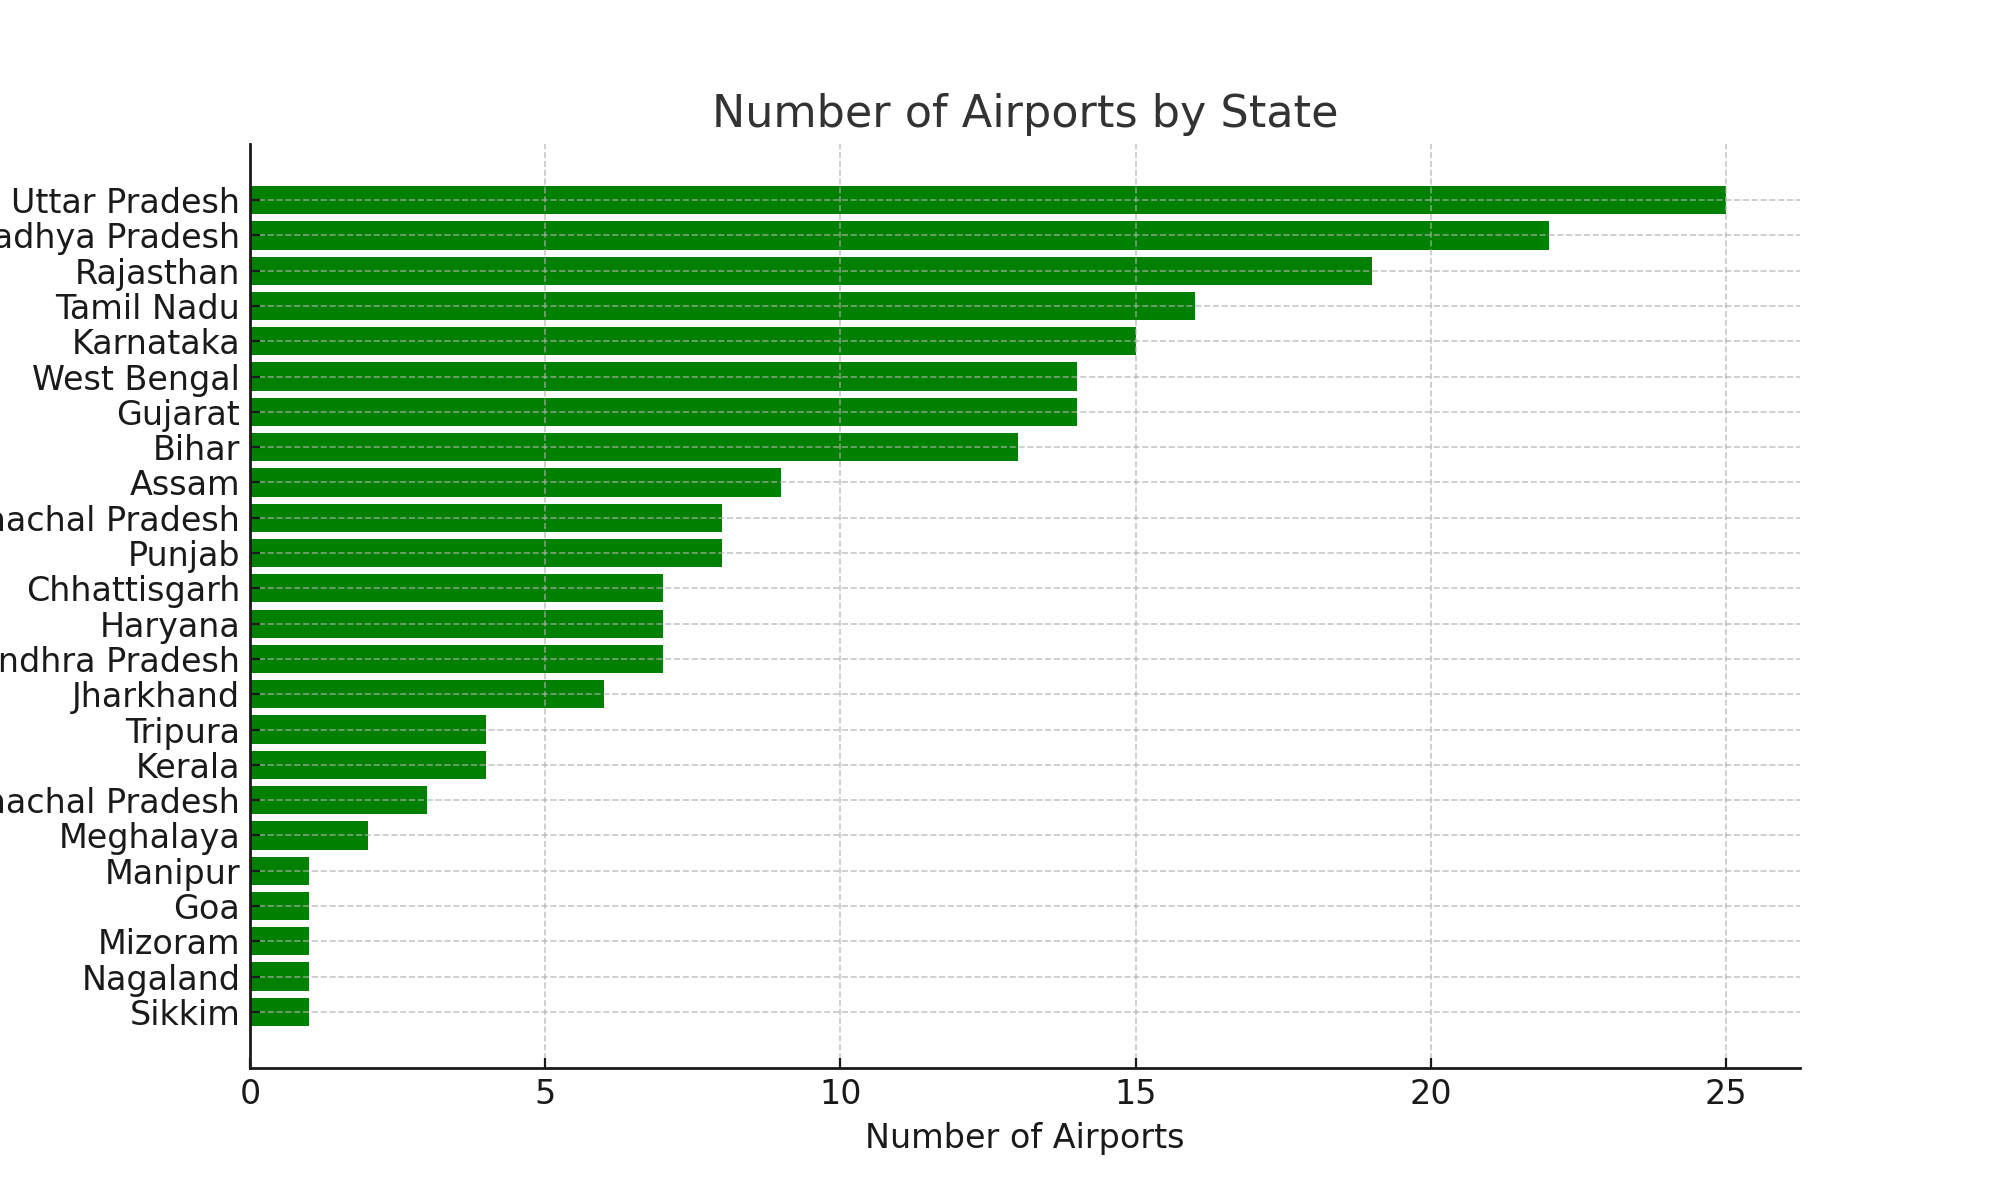 Number of Airports by State
Uttar Pradesh
adhya Pradesh
Rajasthan
Tamil Nadu
Karnataka
West Bengal
Gujarat
Bihar
Assam
achal Pradesh
Punjab
Chhattisgarh
Haryana
ndhra Pradesh
Jharkhand
Tripura
Kerala
achal Pradesh
Meghalaya
Manipur
Goa
Mizoram
Nagaland
Sikkim
0 5 10 15 20 25
Number of Airports